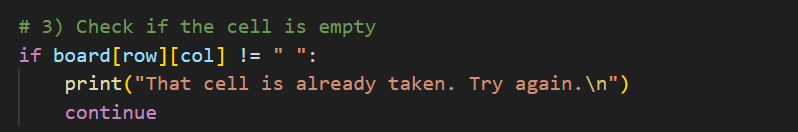 # 3) Check if the cell is empty
if board[row][col] != " ":
    print("That cell is already taken. Try again.\n")
    continue